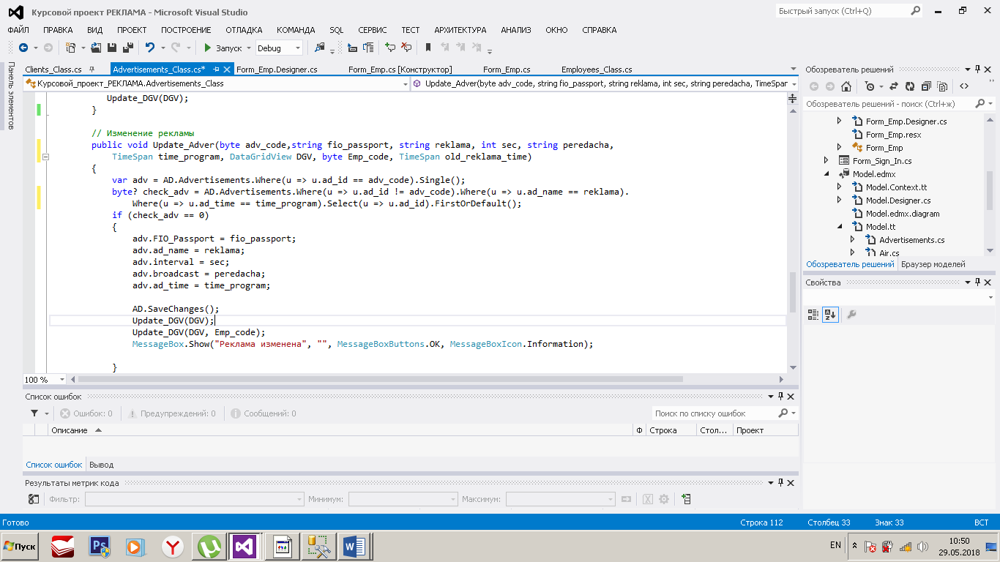 Курсовой проект РЕКЛАМА - Microsoft Visual Studio
Быстрый запуск (Ctrl+Q)
ФАЙЛ ПРАВКА ВИД ПРОЕКТ ПОСТРОЕНИЕ ОТЛАДКА КОМАНДА SQL СЕРВИС ТЕСТ АРХИТЕКТУРА АНАЛИЗ ОКНО СПРАВКА
Запуск Debug
Панель элементов
Clients_Class.cs Advertisements_Class.cs* Form_Emp.Designer.cs Form_Emp.cs [Конструктор] Form_Emp.cs Employees_Class.cs
Курсовой_проект_РЕКЛАМА.Advertisements_Class Update_Adver(byte adv_code, string fio_passport, string reklama, int sec, string peredacha, TimeSpar
Update_DGV(DGV);
}
// Изменение рекламы
public void Update_Adver(byte adv_code,string fio_passport, string reklama, int sec, string peredacha,
TimeSpan time_program, DataGridView DGV, byte Emp_code, TimeSpan old_reklama_time)
{
var adv = AD.Advertisements.Where(u => u.ad_id == adv_code).Single();
byte? check_adv = AD.Advertisements.Where(u => u.ad_id != adv_code).Where(u => u.ad_name == reklama).
Where(u => u.ad_time == time_program).Select(u => u.ad_id).FirstOrDefault();
if (check_adv == 0)
{
adv.FIO_Passport = fio_passport;
adv.ad_name = reklama;
adv.interval = sec;
adv.broadcast = peredacha;
adv.ad_time = time_program;
AD.SaveChanges();
Update_DGV(DGV);
Update_DGV(DGV, Emp_code);
MessageBox.Show("Реклама изменена", "", MessageBoxButtons.OK, MessageBoxIcon.Information);
}
100 %
Обозреватель решений
Обозреватель решений - поиск (Ctrl+ж)
Form_Emp.Designer.cs
Form_Emp.resx
Form_Emp
Form_Sign_In.cs
Model.edmx
Model.Context.tt
Model.Designer.cs
Model.edmx.diagram
Model.tt
Advertisements.cs
Air.cs
Обозреватель решений Браузер моделей
Свойства
Список ошибок
Ошибок: 0 Предупреждений: 0 Сообщений: 0 Поиск по списку ошибок
Описание Ф Строка Стол... Проект
Список ошибок Вывод
Результаты метрик кода
Фильтр: Минимум: Максимум:
Готово Строка 112 Столбец 33 Знак 33 ВСТ
Пуск EN 10:50
29.05.2018